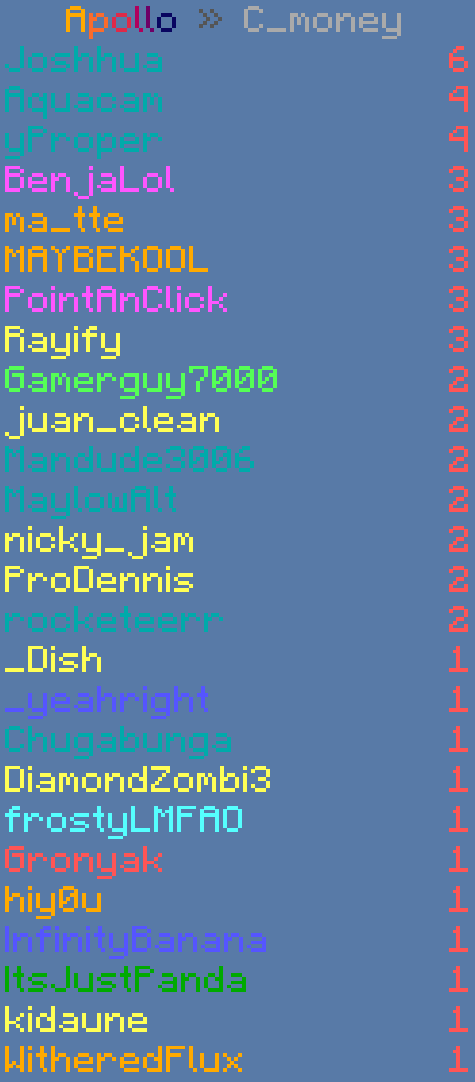 Apollo » C_money
Joshhua 6
Aquacam 4
yProper 4
BenjaLol 3
ma_tte 3
MAYBEKOOL 3
PointAnClick 3
Rayify 3
Gamerguy7000 2
juan_clean 2
Mandude3006 2
MaylowAlt 2
nicky_jam 2
ProDennis 2
rooketeerr 2
_Dish 1
_yeahright 1
Chugabunga 1
DiamondZombi3 1
frostyLMFAO 1
Gronyak 1
hiy0u 1
InfinityBanana 1
ItsJustPanda 1
kidaune 1
WitheredFlux 1